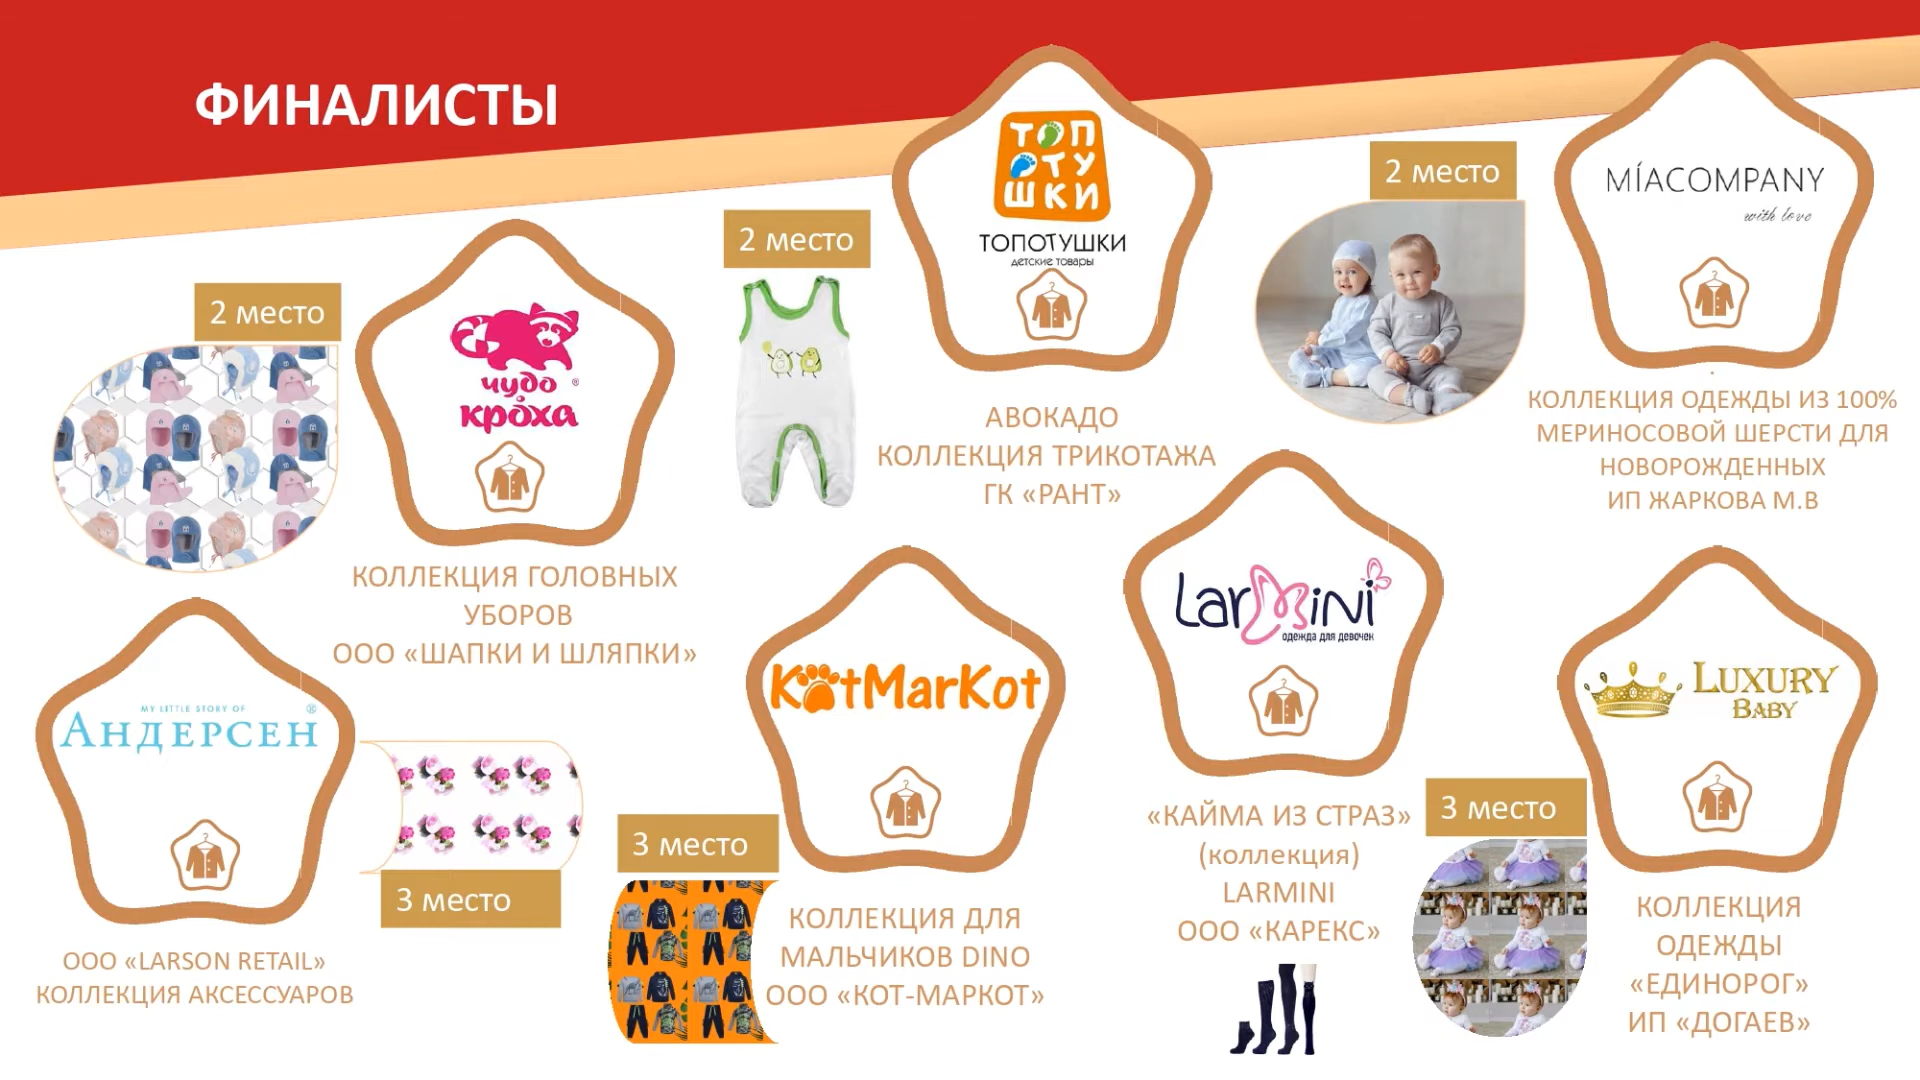 ФИНАЛИСТЫ
2 место
чудо
кроха
®
КОЛЛЕКЦИЯ ГОЛОВНЫХ
УБОРОВ
ООО «ШАПКИ И ШЛЯПКИ»
2 место
ТОП
ОТУ
ШКИ
ТОПОТУШКИ
детские товары
АВОКАДО
КОЛЛЕКЦИЯ ТРИКОТАЖА
ГК «РАНТ»
2 место
MÍACOMPANY
with love
КОЛЛЕКЦИЯ ОДЕЖДЫ ИЗ 100%
МЕРИНОСОВОЙ ШЕРСТИ ДЛЯ
НОВОРОЖДЕННЫХ
ИП ЖАРКОВА М.В
MY LITTLE STORY OF
АНДЕРСЕН
®
3 место
ООО «LARSON RETAIL»
КОЛЛЕКЦИЯ АКСЕССУАРОВ
KotMarKot
3 место
КОЛЛЕКЦИЯ ДЛЯ
МАЛЬЧИКОВ DINO
ООО «КОТ-МАРКОТ»
LarMini
одежда для девочек
«КАЙМА ИЗ СТРАЗ»
(коллекция)
LARMINI
ООО «КАРЕКС»
LUXURY
BABY
3 место
КОЛЛЕКЦИЯ
ОДЕЖДЫ
«ЕДИНОРОГ»
ИП «ДОГАЕВ»